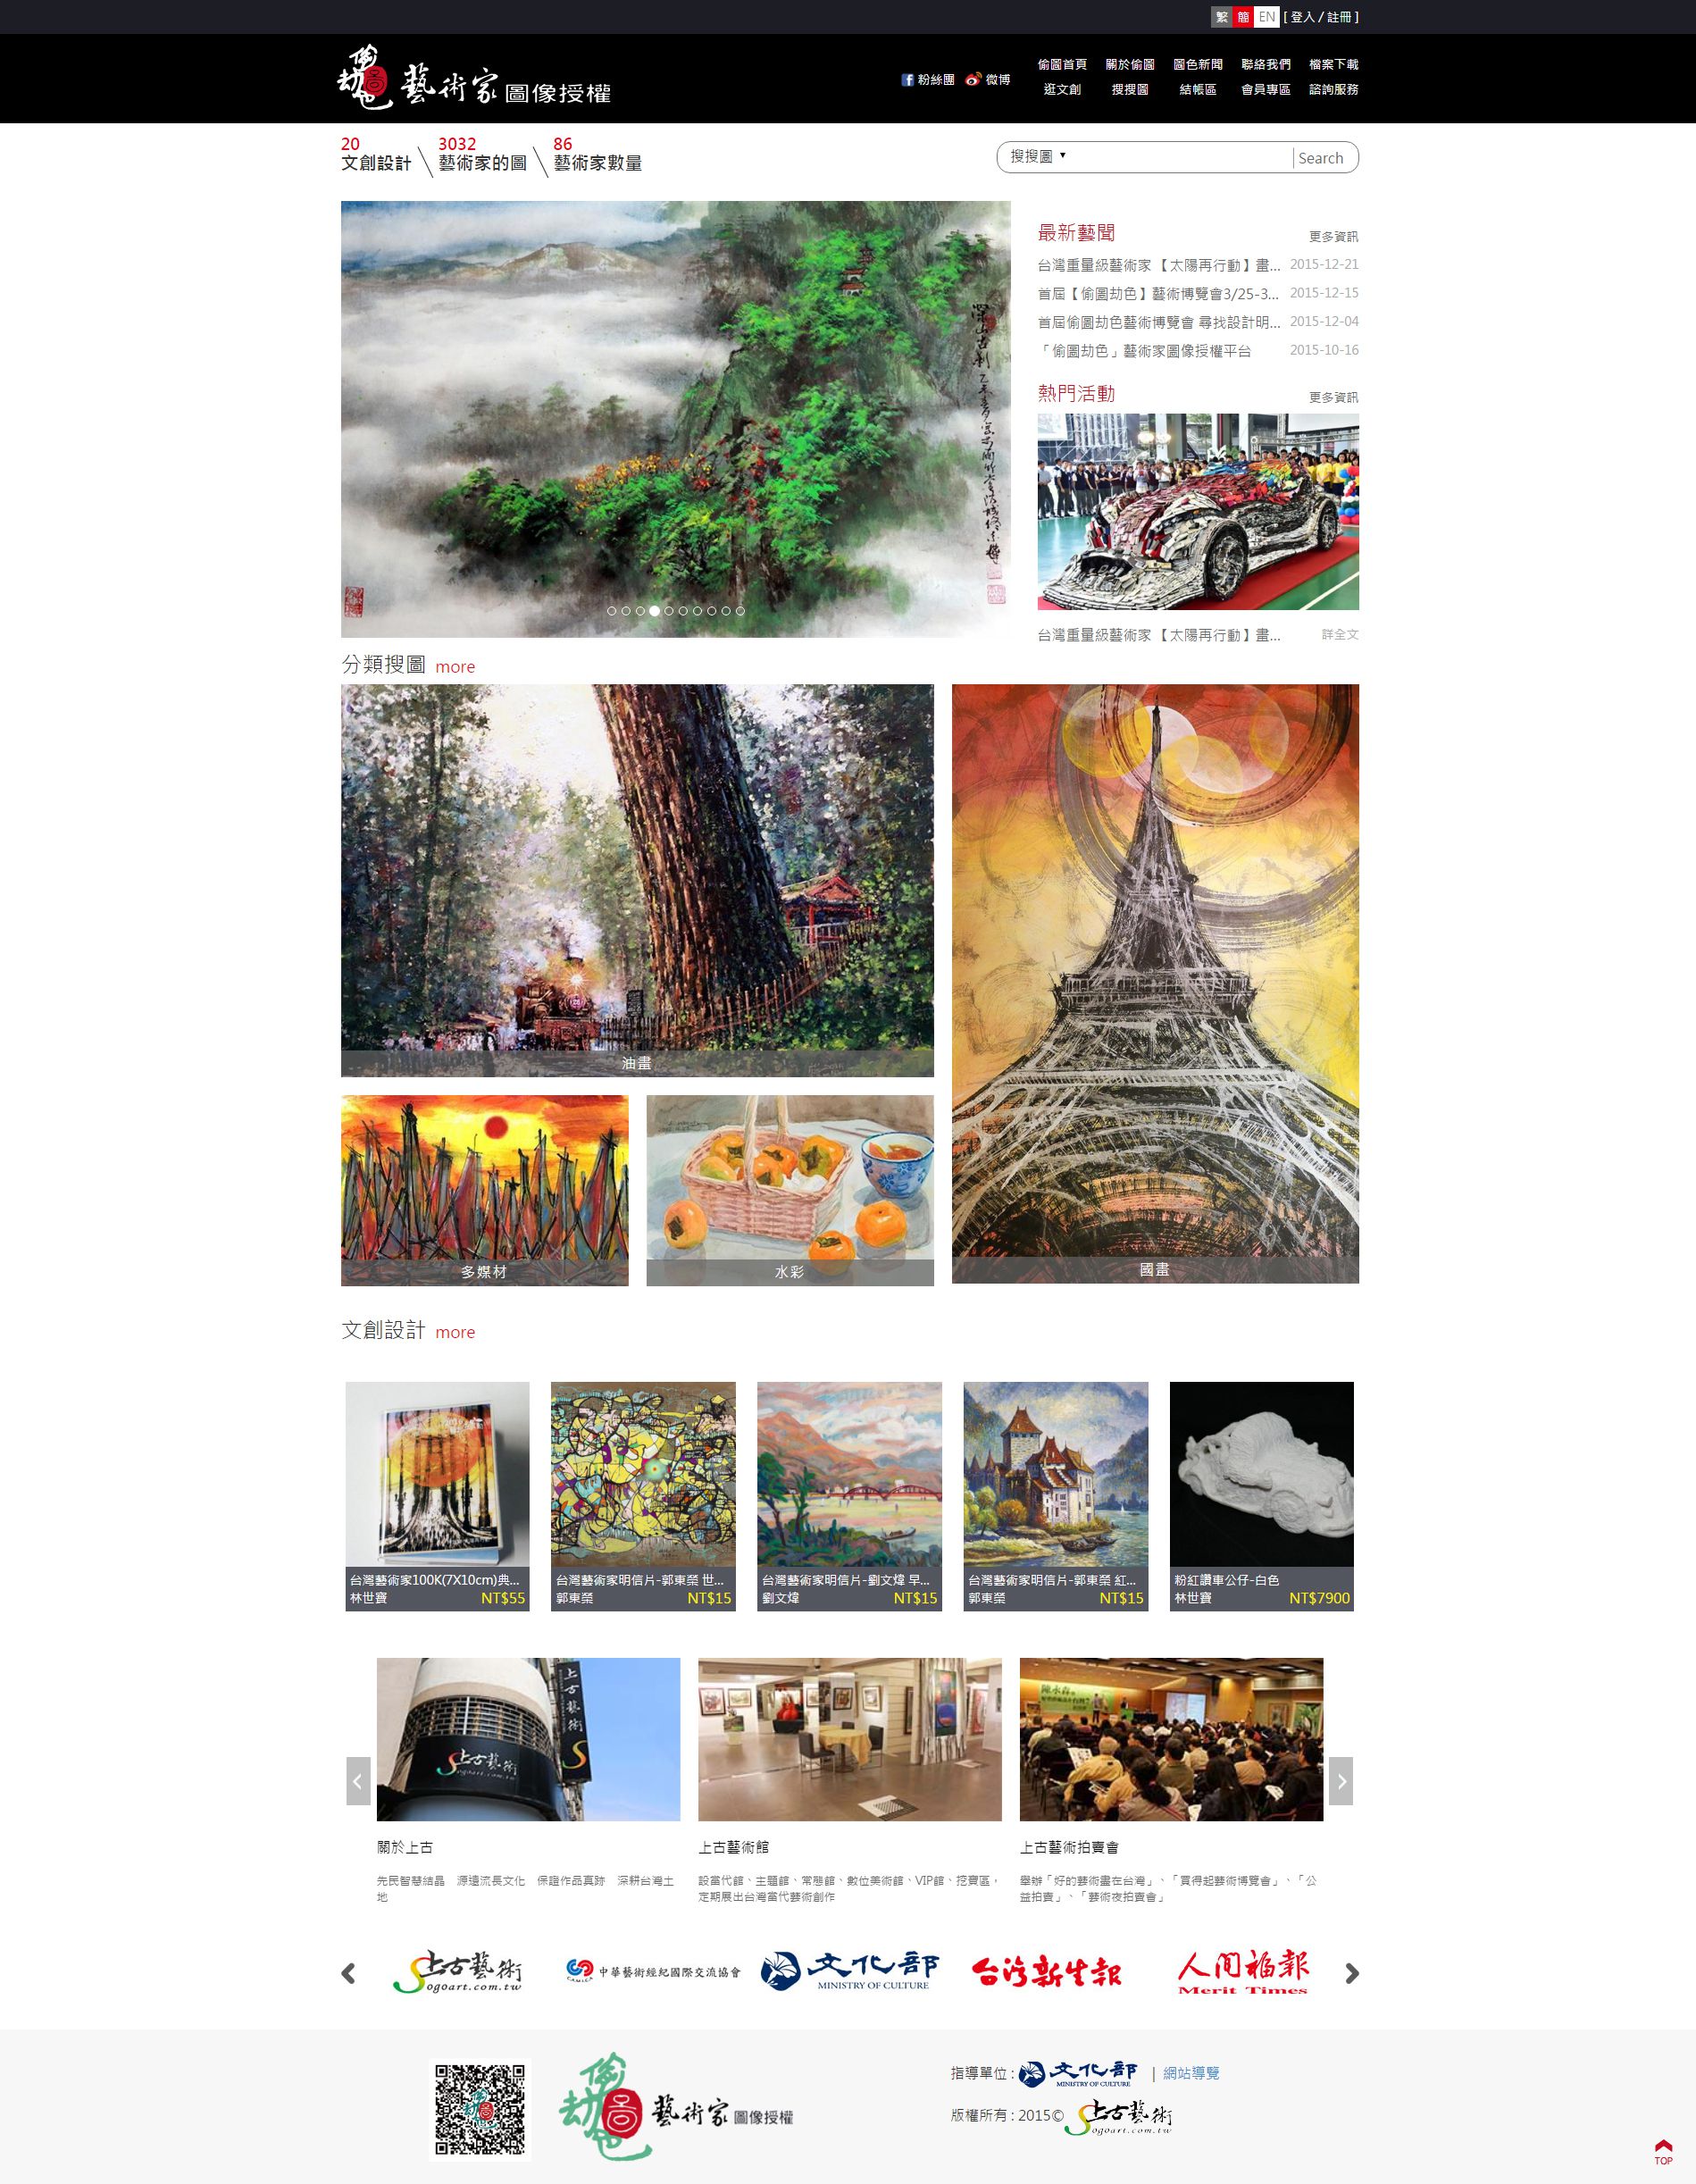 繁 簡 EN [ 登入 / 註冊 ]
偷圖劫色 藝術家 圖像授權
粉絲團 微博
偷圖首頁 關於偷圖 圖色新聞 聯絡我們 檔案下載
逛文創 搜搜圖 結帳區 會員專區 諮詢服務
20 3032 86
文創設計 藝術家的圖 藝術家數量
搜搜圖 Search
最新藝聞 更多資訊
台灣重量級藝術家 【太陽再行動】畫... 2015-12-21
首屆【偷圖劫色】藝術博覽會3/25-3... 2015-12-15
首屆偷圖劫色藝術博覽會 尋找設計明... 2015-12-04
「偷圖劫色」藝術家圖像授權平台 2015-10-16
熱門活動 更多資訊
台灣重量級藝術家 【太陽再行動】畫... 詳全文
分類搜圖 more
油畫
多媒材
水彩
國畫
文創設計 more
台灣藝術家100K(7X10cm)典...
林世寶 NT$55
台灣藝術家明信片-郭東榮 世...
郭東榮 NT$15
台灣藝術家明信片-劉文煒 早...
劉文煒 NT$15
台灣藝術家明信片-郭東榮 紅...
郭東榮 NT$15
粉紅讚車公仔-白色
林世寶 NT$7900
上古藝術
上古藝術
Sogoart.com.tw
關於上古
先民智慧結晶 源遠流長文化 保證作品真跡 深耕台灣土
地
上古藝術館
設當代館、主題館、常態館、數位美術館、VIP館、挖寶區，
定期展出台灣當代藝術創作
上古藝術拍賣會
舉辦「好的藝術盡在台灣」、「買得起藝術博覽會」、「公
益拍賣」、「藝術夜拍賣會」
上古藝術
Sogoart.com.tw
CAMICA 中華藝術經紀國際交流協會
文化部
MINISTRY OF CULTURE
台灣新生報
人間福報
Merit Times
偷圖劫色 藝術家 圖像授權
指導單位 : 文化部 MINISTRY OF CULTURE | 網站導覽
版權所有 : 2015© 上古藝術 Sogoart.com.tw
TOP